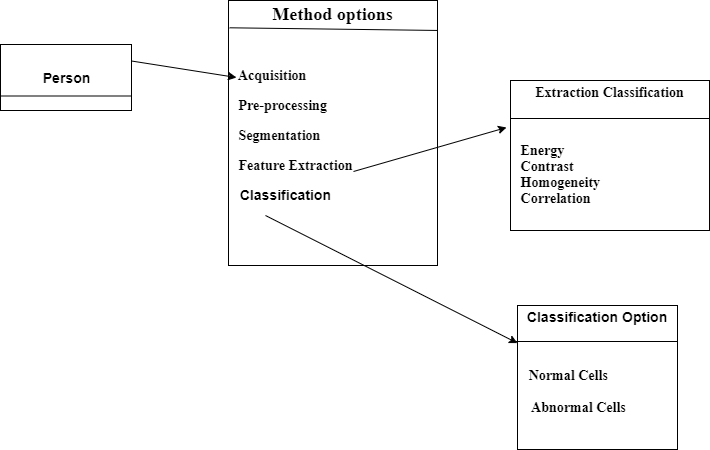 Person
Method options
Acquisition
Pre-processing
Segmentation
Feature Extraction
Classification
Extraction Classification
Energy
Contrast
Homogeneity
Correlation
Classification Option
Normal Cells
Abnormal Cells